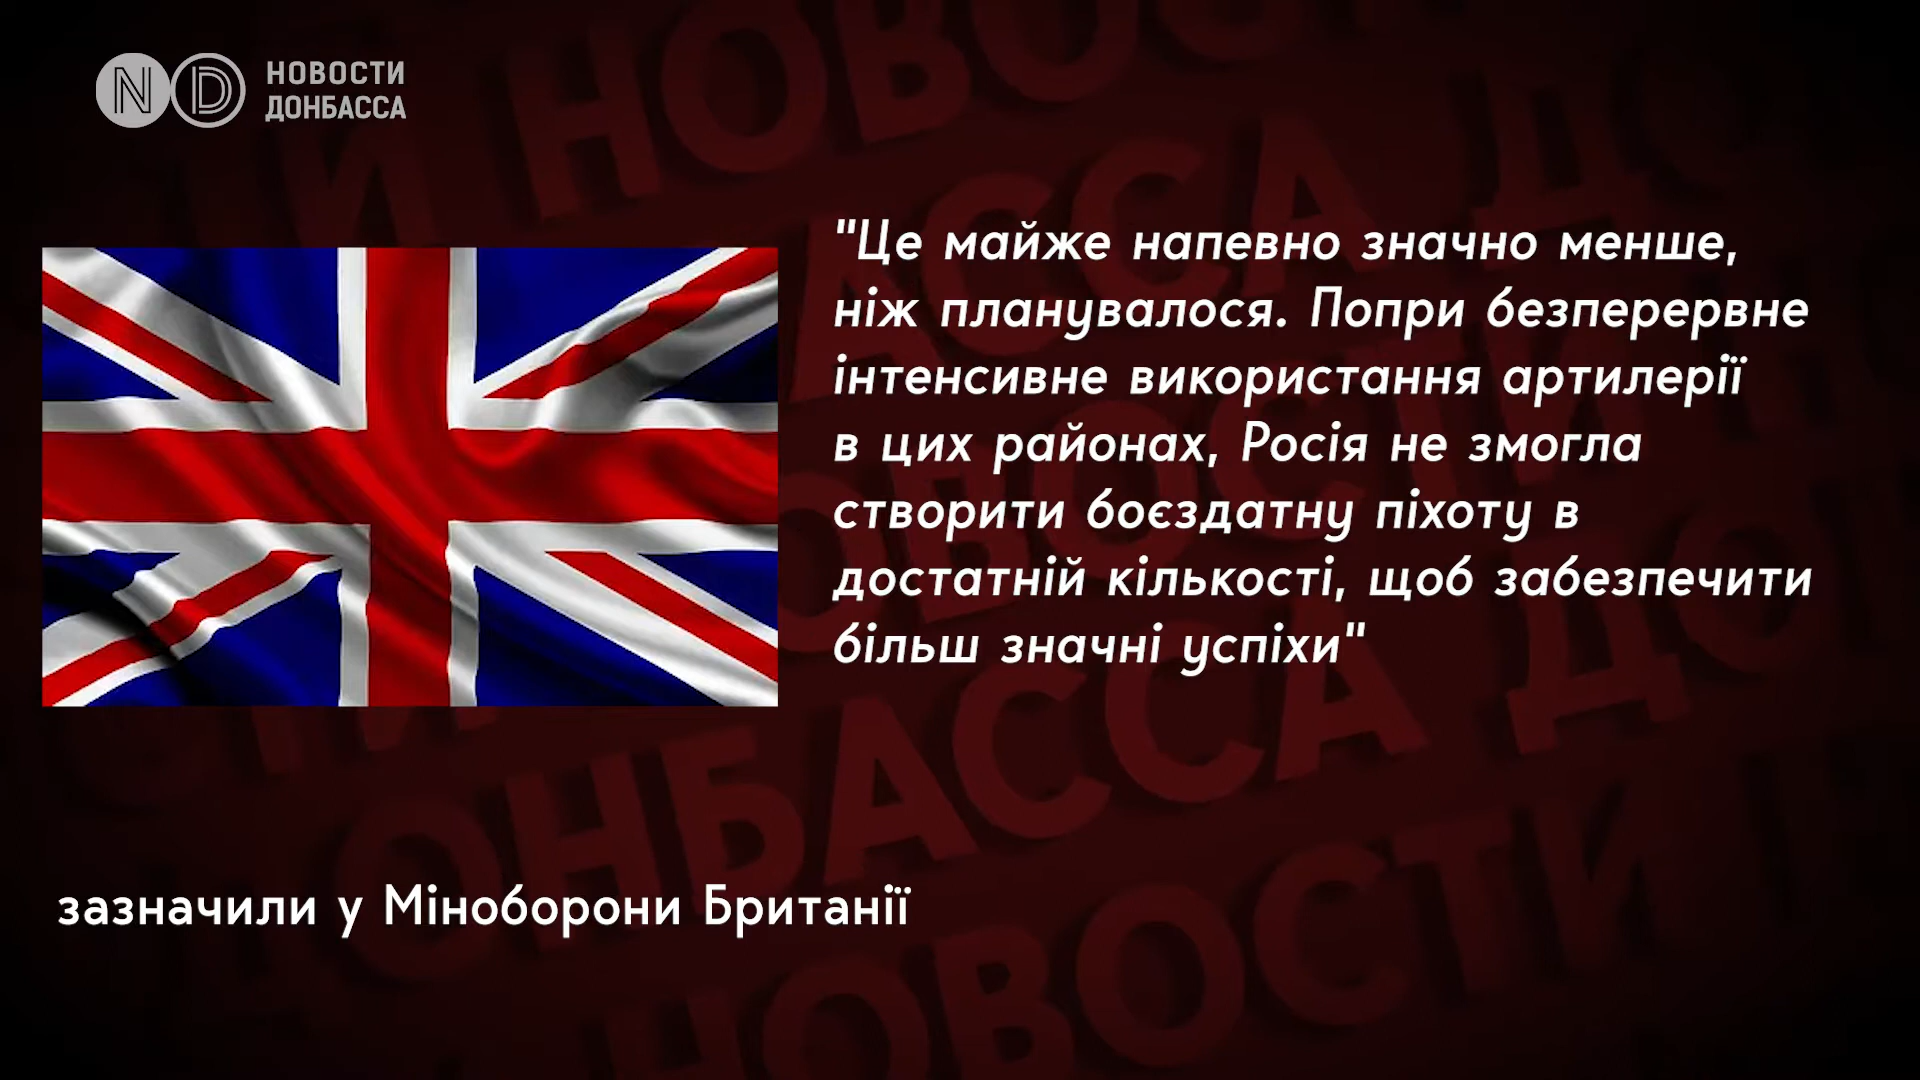 НОВОСТИ
ДОНБАССА
"Це майже напевно значно менше,
ніж планувалося. Попри безперервне
інтенсивне використання артилерії
в цих районах, Росія не змогла
створити боєздатну піхоту в
достатній кількості, щоб забезпечити
більш значні успіхи"
зазначили у Міноборони Британії